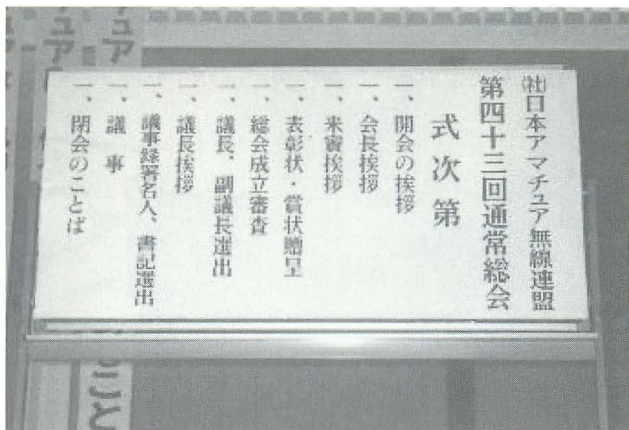 ㈳日本アマチュア無線連盟
第四十三回通常総会
式次第
一、開会の挨拶
一、会長挨拶
一、来賓挨拶
一、表彰状・賞状贈呈
一、総会成立審査
一、議長、副議長選出
一、議長挨拶
一、議事録署名人、書記選出
一、議事
一、閉会のことば